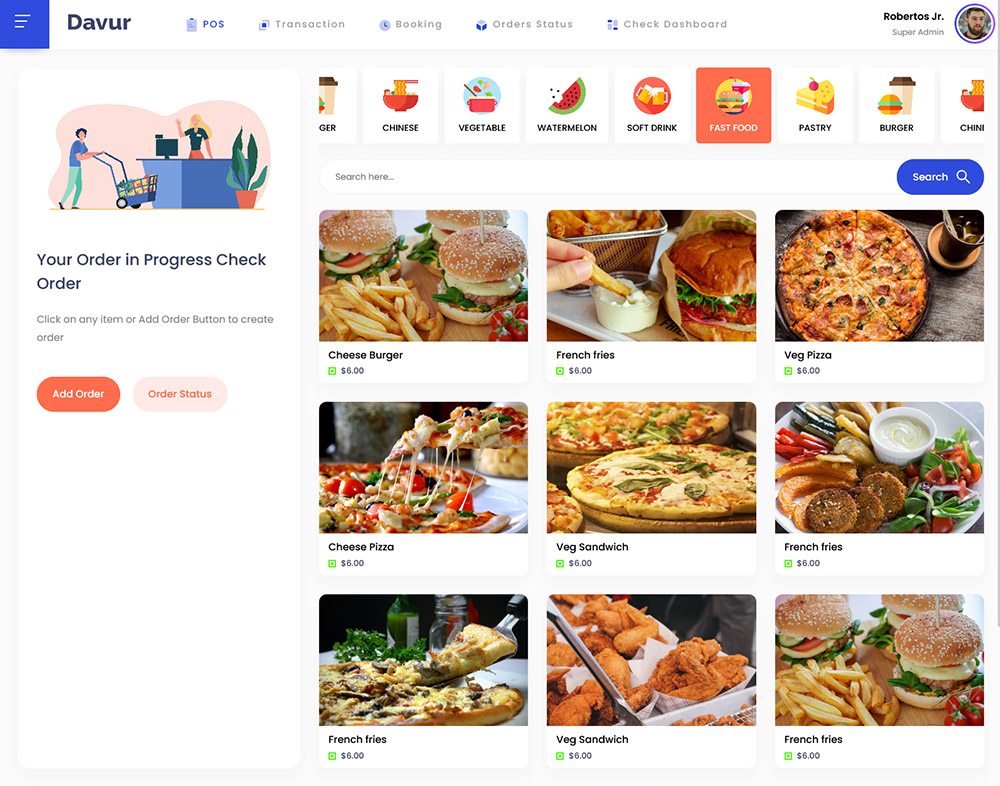 Davur
POS
Transaction
Booking
Orders Status
Check Dashboard
Robertos Jr.
Super Admin
GER
CHINESE
VEGETABLE
WATERMELON
SOFT DRINK
FAST FOOD
PASTRY
BURGER
CHINE
Search here...
Search
Your Order in Progress Check
Order
Click on any item or Add Order Button to create
order
Add Order
Order Status
Cheese Burger
$6.00
French fries
$6.00
Veg Pizza
$6.00
Cheese Pizza
$6.00
Veg Sandwich
$6.00
French fries
$6.00
French fries
$6.00
Veg Sandwich
$6.00
French fries
$6.00